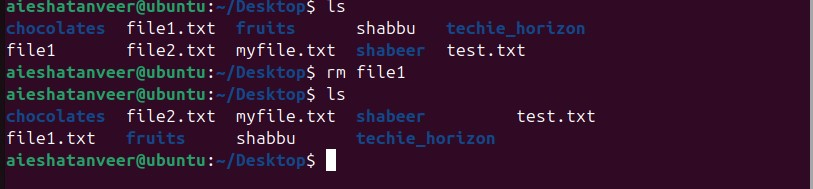 aieshatanveer@ubuntu:~/Desktop$ ls
chocolates  file1.txt  fruits      shabbu   techie_horizon
file1       file2.txt  myfile.txt  shabeer  test.txt
aieshatanveer@ubuntu:~/Desktop$ rm file1
aieshatanveer@ubuntu:~/Desktop$ ls
chocolates  file2.txt  myfile.txt  shabeer         test.txt
file1.txt   fruits     shabbu      techie_horizon
aieshatanveer@ubuntu:~/Desktop$